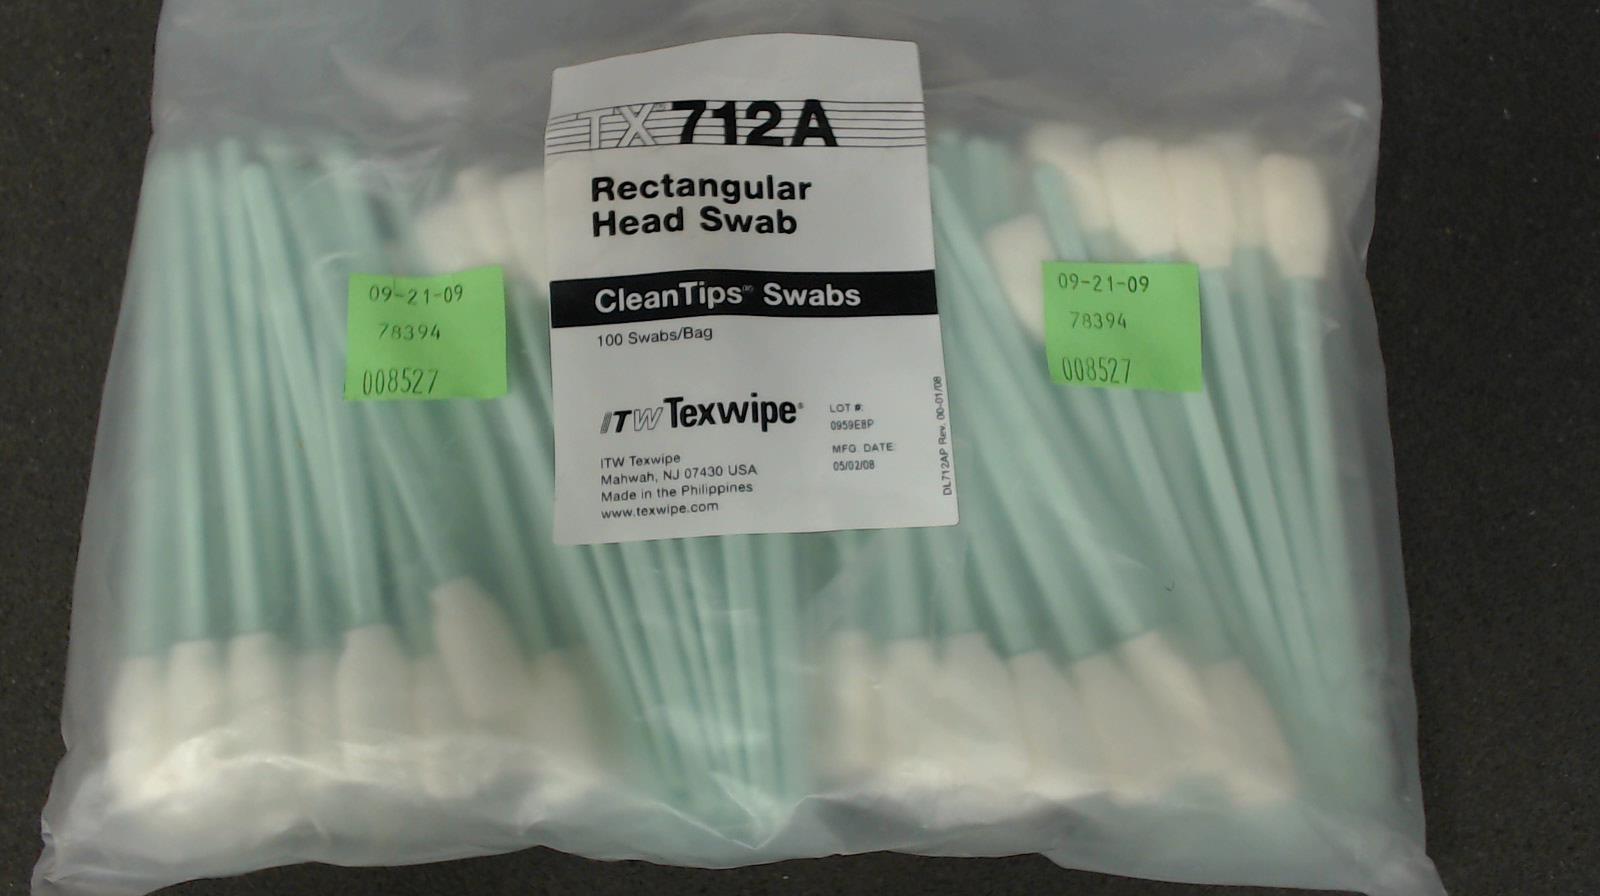 TX® 712A
Rectangular
Head Swab
CleanTips® Swabs
100 Swabs/Bag
ITW Texwipe®
ITW Texwipe
Mahwah, NJ 07430 USA
Made in the Philippines
www.texwipe.com
LOT #:
0959E8P
MFG. DATE:
05/02/08
DL712AP Rev. 00-01/08
09-21-09
78394
008527
09-21-09
78394
008527